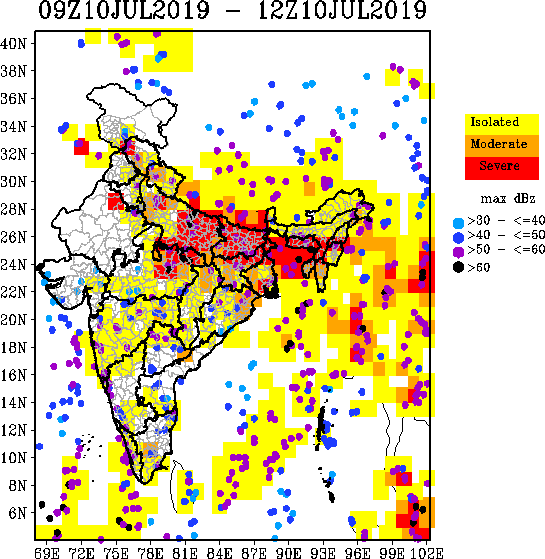 09Z10JUL2019 - 12Z10JUL2019
40N
38N
36N
34N
32N
30N
28N
26N
24N
22N
20N
18N
16N
14N
12N
10N
8N
6N
69E 72E 75E 78E 81E 84E 87E 90E 93E 96E 99E 102E
Isolated
Moderate
Severe
max dBz
>30 - <=40
>40 - <=50
>50 - <=60
>60